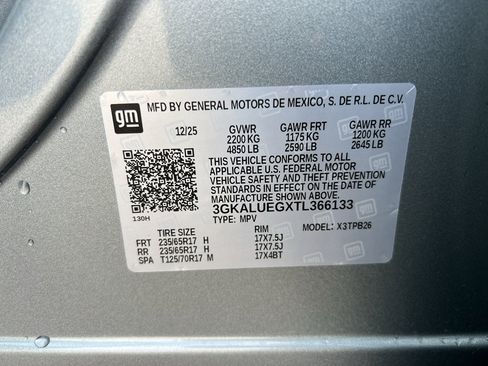 gm MFD BY GENERAL MOTORS DE MEXICO, S. DE R.L. DE C.V.
12/25 GVWR GAWR FRT GAWR RR
2200 KG 1175 KG 1200 KG
4850 LB 2590 LB 2645 LB
THIS VEHICLE CONFORMS TO ALL
APPLICABLE U.S. FEDERAL MOTOR
VEHICLE SAFETY AND THEFT PREVENTION
STANDARDS IN EFFECT ON THE DATE OF
MANUFACTURE SHOWN ABOVE
3GKALUEGXTL366133
130H TYPE: MPV MODEL: X3TPB26
TIRE SIZE RIM
FRT 235/65R17 H 17X7.5J
RR 235/65R17 H 17X7.5J
SPA T125/70R17 M 17X4BT